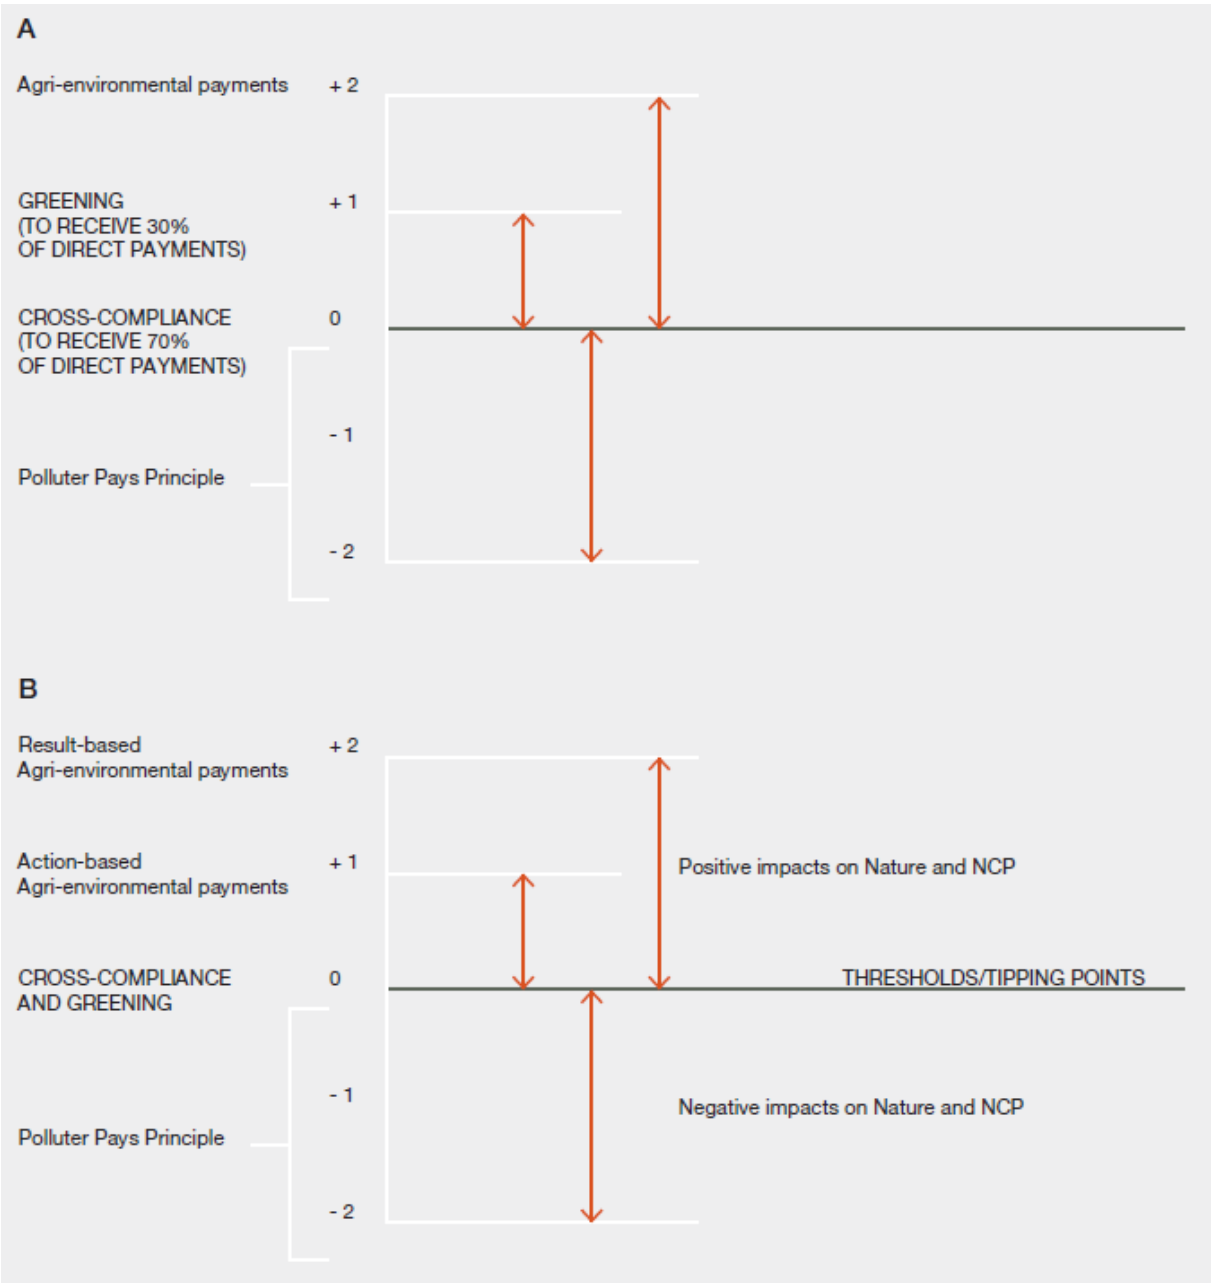 A
Agri-environmental payments
+ 2
GREENING
(TO RECEIVE 30%
OF DIRECT PAYMENTS)
+ 1
CROSS-COMPLIANCE
(TO RECEIVE 70%
OF DIRECT PAYMENTS)
0
- 1
Polluter Pays Principle
- 2
B
Result-based
Agri-environmental payments
+ 2
Action-based
Agri-environmental payments
+ 1
Positive impacts on Nature and NCP
CROSS-COMPLIANCE
AND GREENING
0
THRESHOLDS/TIPPING POINTS
- 1
Negative impacts on Nature and NCP
Polluter Pays Principle
- 2